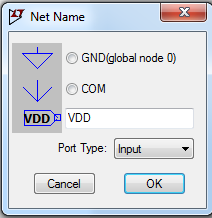 Net Name
GND(global node 0)
COM
VDD VDD
Port Type: Input
Cancel OK